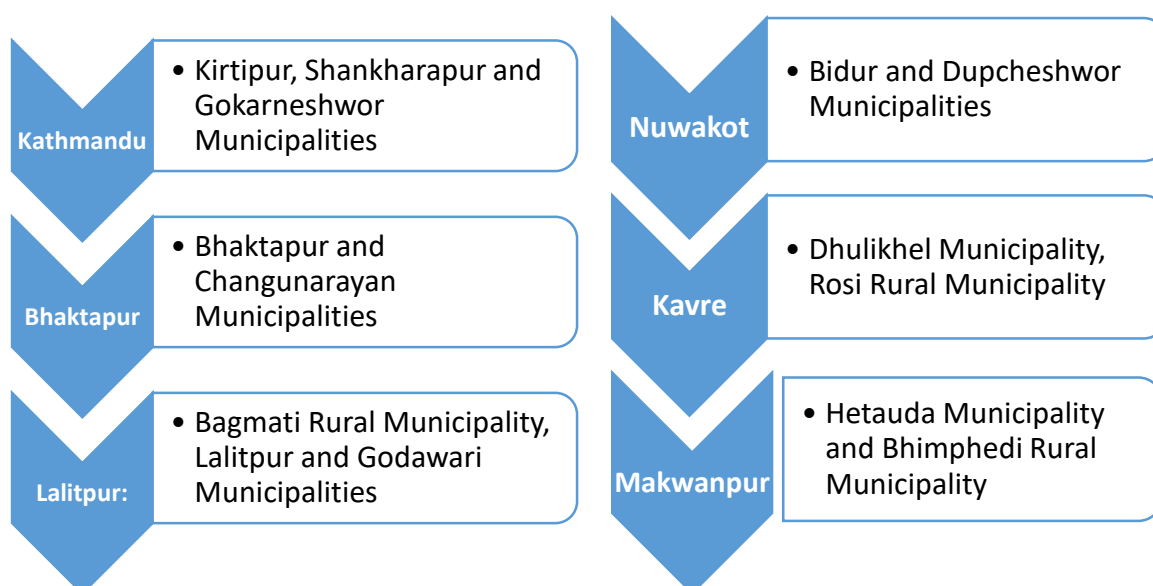 Kathmandu
• Kirtipur, Shankharapur and
Gokarneshwor
Municipalities
Bhaktapur
• Bhaktapur and
Changunarayan
Municipalities
Lalitpur:
• Bagmati Rural Municipality,
Lalitpur and Godawari
Municipalities
Nuwakot
• Bidur and Dupcheshwor
Municipalities
Kavre
• Dhulikhel Municipality,
Rosi Rural Municipality
Makwanpur
• Hetauda Municipality
and Bhimphedi Rural
Municipality